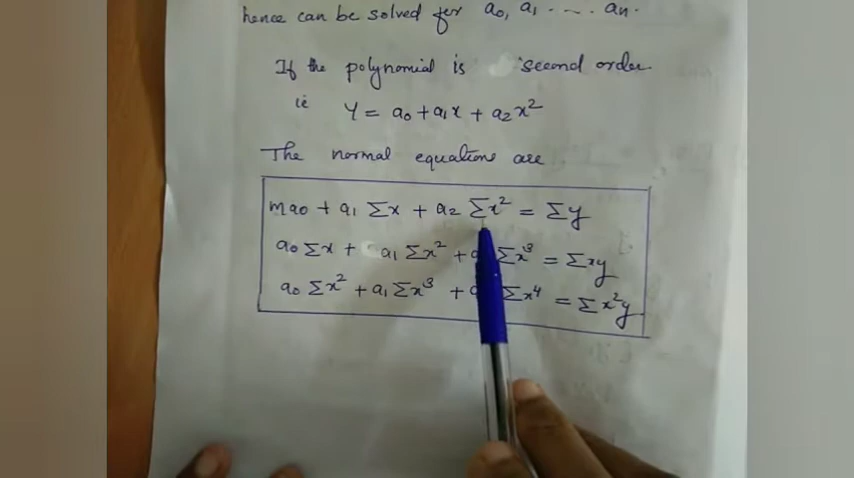 hence can be solved for a₀, a₁ ..... aₙ.
If the polynomial is second order
ie Y = a₀ + a₁x + a₂x²
The normal equations are
ma₀ + a₁ Σx + a₂ Σx² = Σy
a₀ Σx + a₁ Σx² + a Σx³ = Σxy
a₀ Σx² + a₁ Σx³ + Σx⁴ = Σx²y